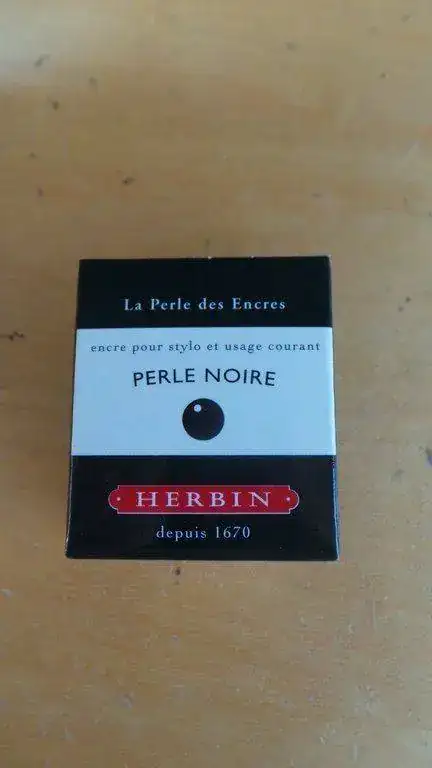 La Perle des Encres
encre pour stylo et usage courant
PERLE NOIRE
HERBIN
depuis 1670